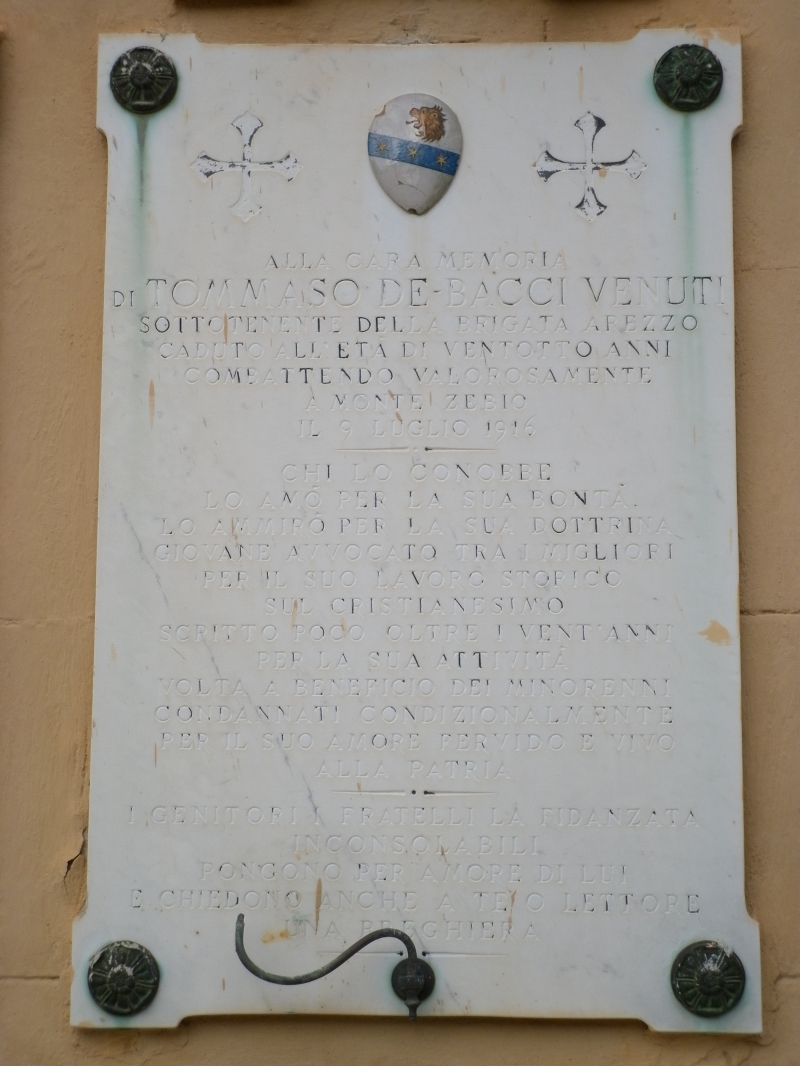 ALLA CARA MEMORIA
DI TOMMASO DE-BACCI VENUTI
SOTTOTENENTE DELLA BRIGATA AREZZO
CADUTO ALL'ETÀ DI VENTOTTO ANNI
COMBATTENDO VALOROSAMENTE
A MONTE ZEBIO
IL 9 LUGLIO 1916
CHI LO CONOBBE
LO AMÒ PER LA SUA BONTÀ
LO AMMIRÒ PER LA SUA DOTTRINA
GIOVANE AVVOCATO TRA I MIGLIORI
PER IL SUO LAVORO STORICO
SUL CRISTIANESIMO
SCRITTO POCO OLTRE I VENT'ANNI
PER LA SUA ATTIVITÀ
VOLTA A BENEFICIO DEI MINORENNI
CONDANNATI CONDIZIONALMENTE
PER IL SUO AMORE FERVIDO E VIVO
ALLA PATRIA
I GENITORI I FRATELLI LA FIDANZATA
INCONSOLABILI
PONGONO PER AMORE DI LUI
E CHIEDONO ANCHE A TE O LETTORE
UNA PREGHIERA